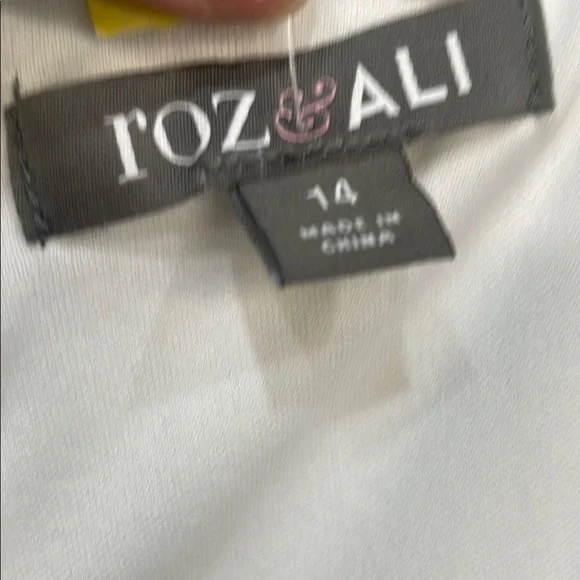 roz & ALI
14
MADE IN
CHINA